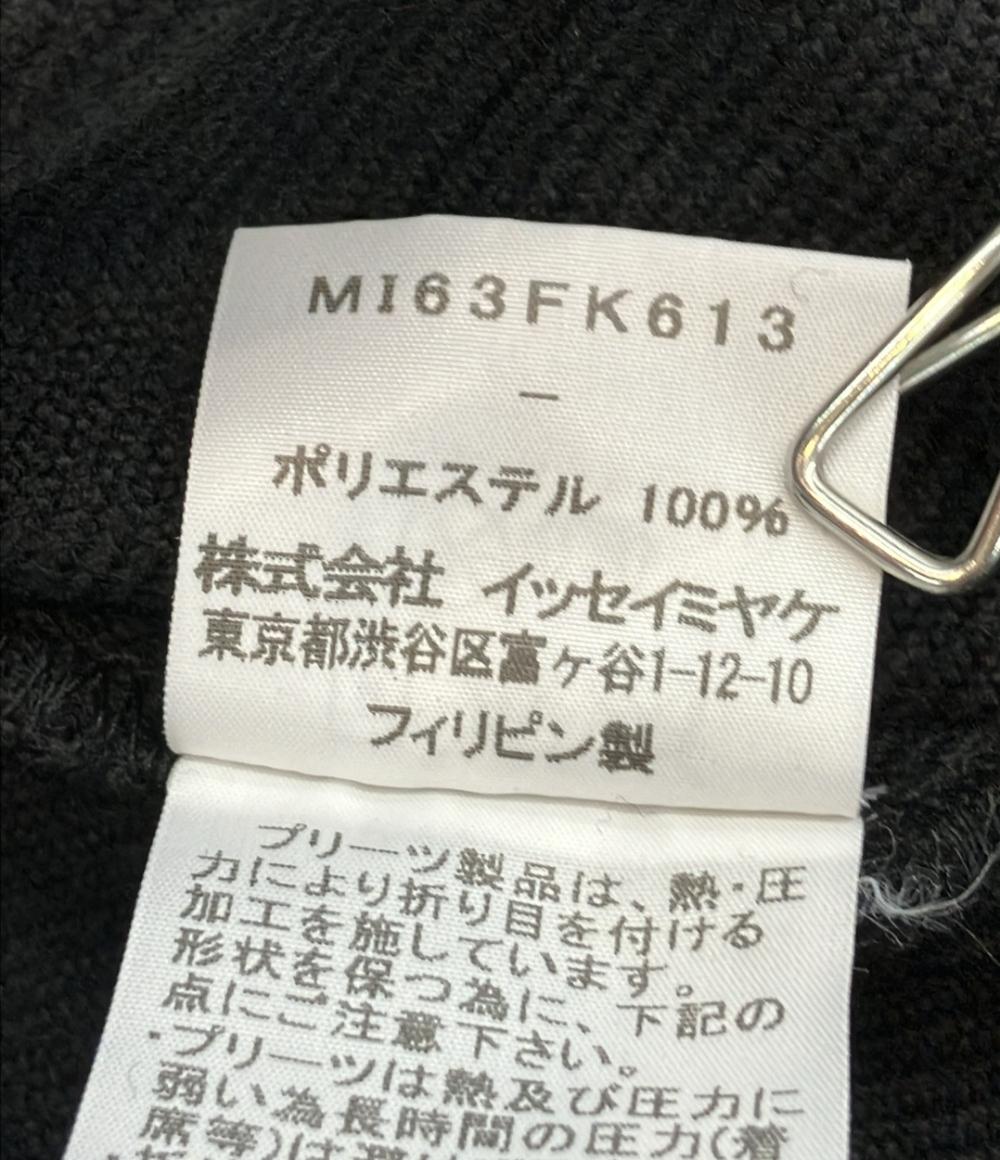 MI63FK613
—
ポリエステル 100%
株式会社 イッセイミヤケ
東京都渋谷区富ヶ谷1-12-10
フィリピン製
プリーツ製品は、熱・圧
力により折り目を付ける
加工を施しています。
形状を保つ為に、下記の
点にご注意下さい。
・プリーツは熱及び圧力に
弱い為長時間の圧力(着
席等)は避